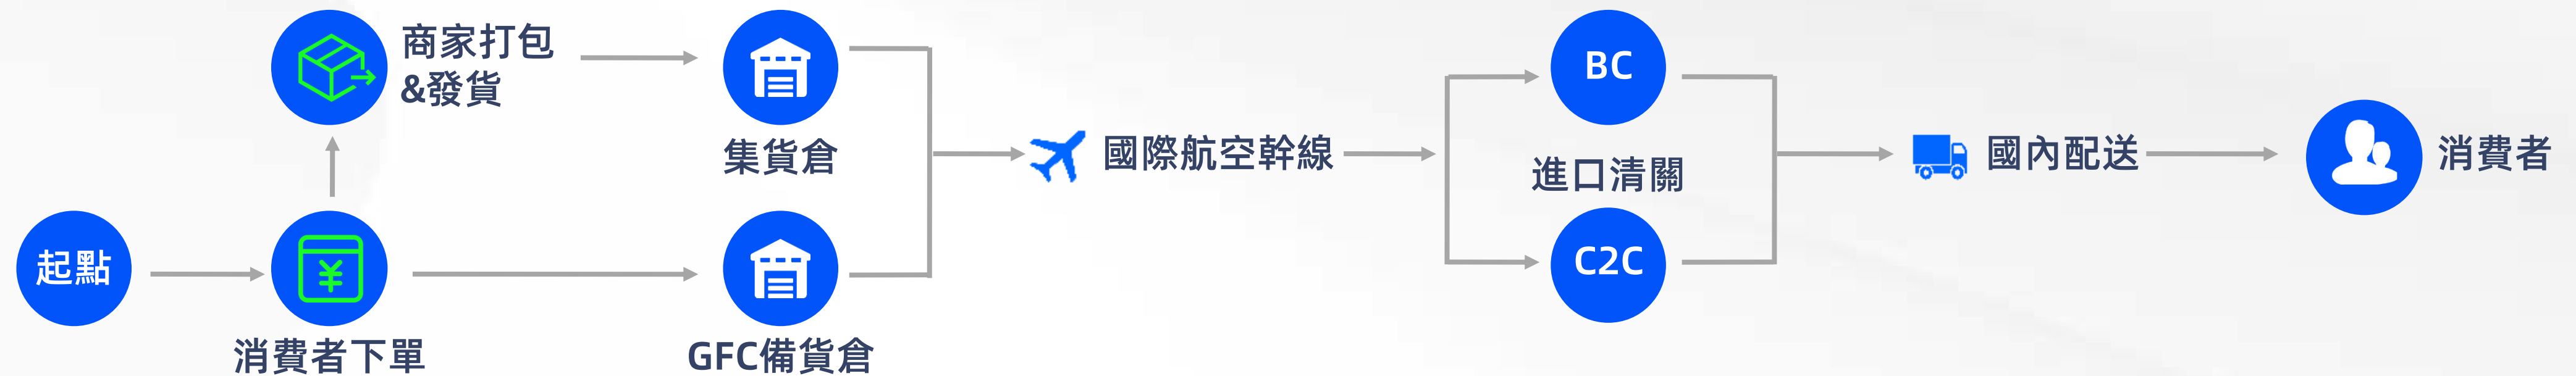 起點
消費者下單
¥
商家打包
&發貨
集貨倉
GFC備貨倉
國際航空幹線
BC
進口清關
C2C
國內配送
消費者